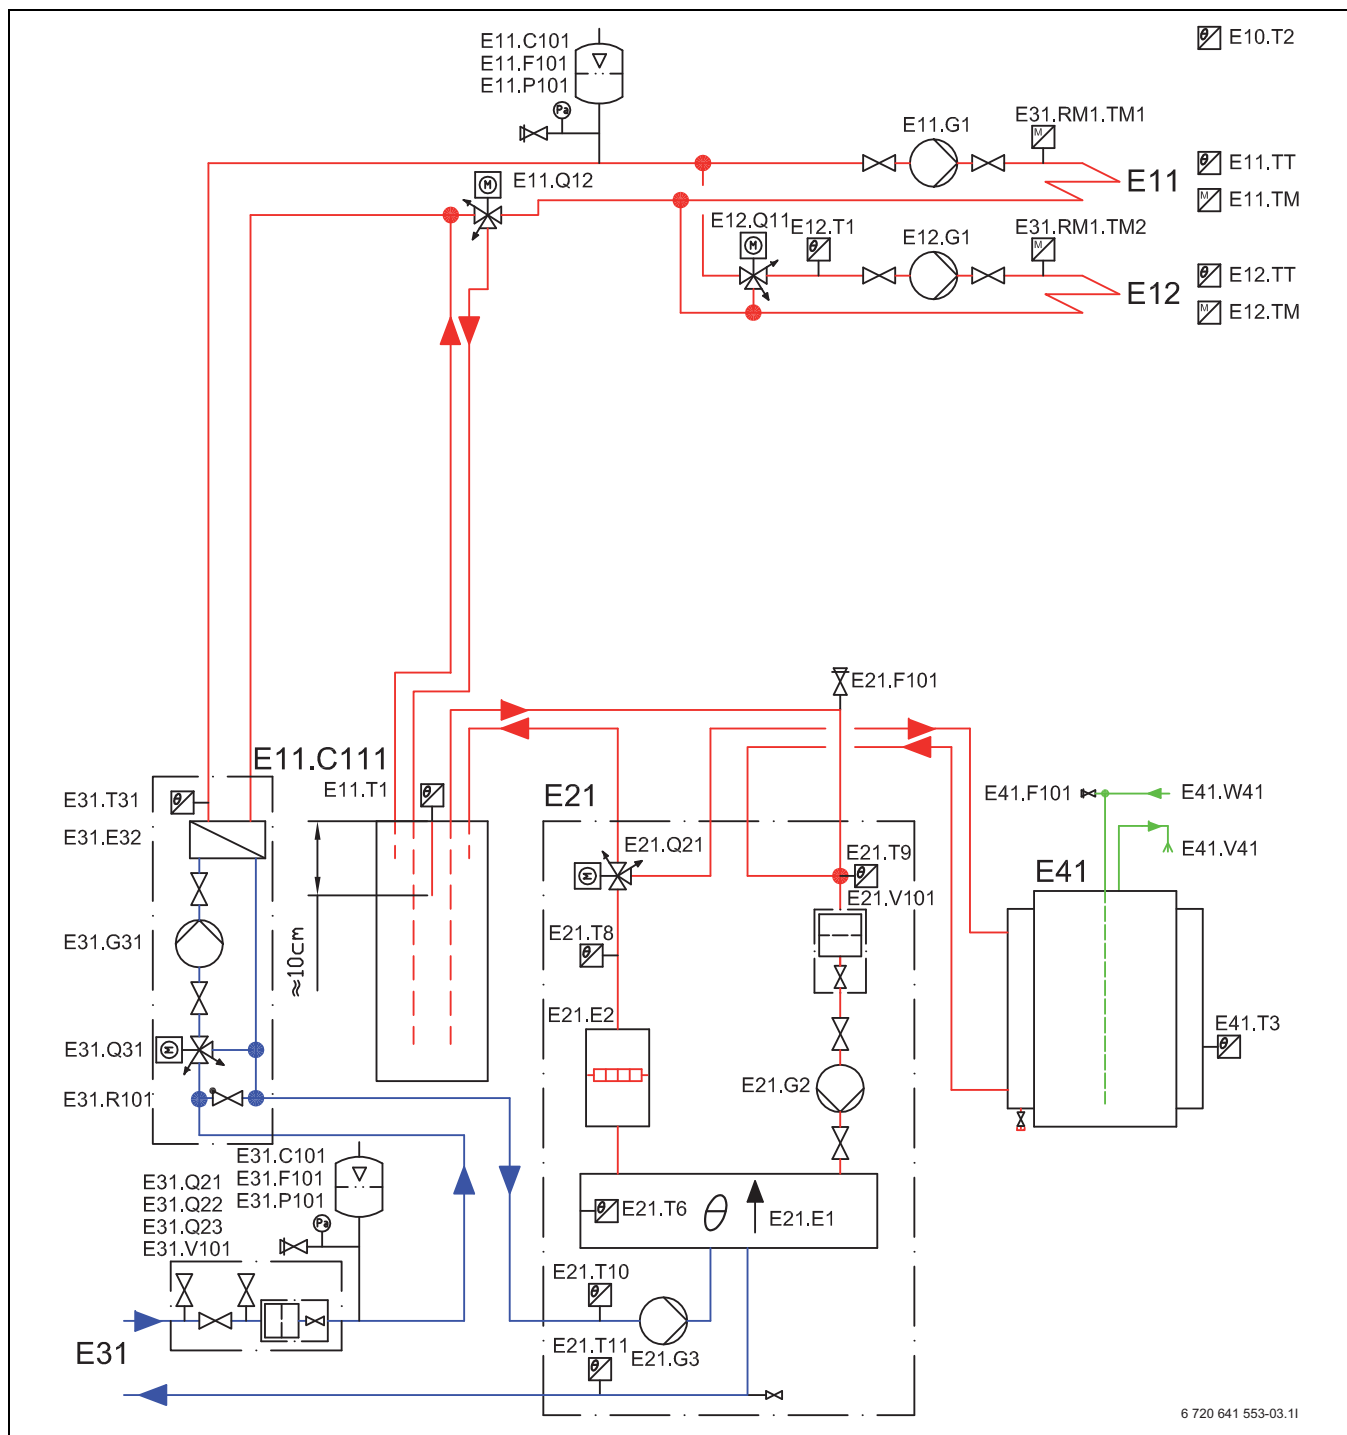 E11.C101
E11.F101
E11.P101
Pa
E10.T2
θ
E11.G1
E31.RM1.TM1
M
E11.Q12
M
E11
θ
E11.TT
M
E11.TM
E12.Q11
E12.T1
E12.G1
E31.RM1.TM2
M
θ
M
E12
θ
E12.TT
M
E12.TM
E21.F101
E11.C111
E11.T1
θ
E31.T31
θ
E31.E32
E21
E41.F101
E41.W41
E21.Q21
M
E21.T9
θ
E41.V41
E41
E21.V101
E31.G31
≈10cm
E21.T8
θ
E21.E2
E41.T3
θ
E31.Q31
M
E31.R101
E21.G2
E31.C101
E31.F101
E31.P101
Pa
E31.Q21
E31.Q22
E31.Q23
E31.V101
θ
E21.T6
θ
E21.E1
E21.T10
θ
E31
E21.T11
θ
E21.G3
6 720 641 553-03.1I